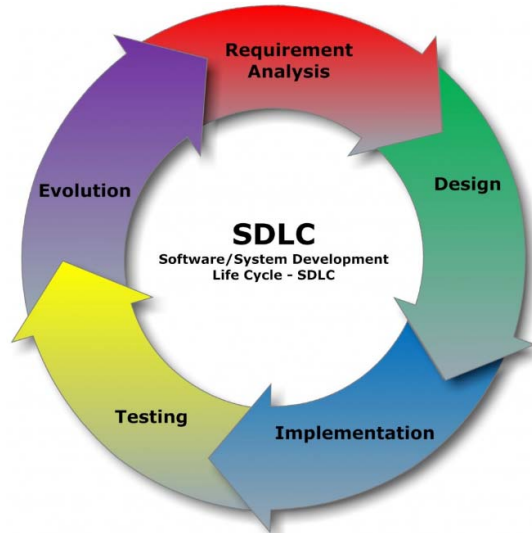 Requirement
Analysis
Design
Evolution
SDLC
Software/System Development
Life Cycle - SDLC
Testing
Implementation